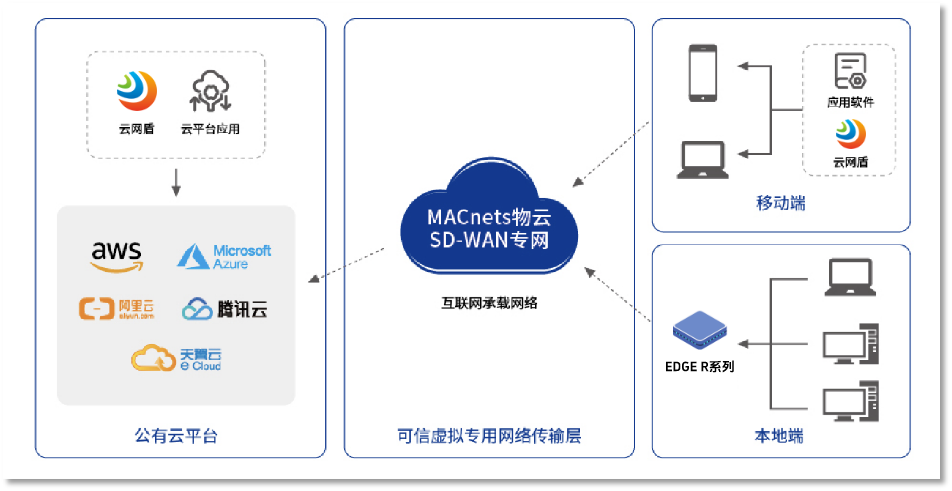 云网盾
云平台应用
aws
Microsoft
Azure
阿里云
aliyun.com
腾讯云
天翼云
e Cloud
公有云平台
MACnets物云
SD-WAN专网
互联网承载网络
可信虚拟专用网络传输层
应用软件
云网盾
移动端
EDGE R系列
本地端